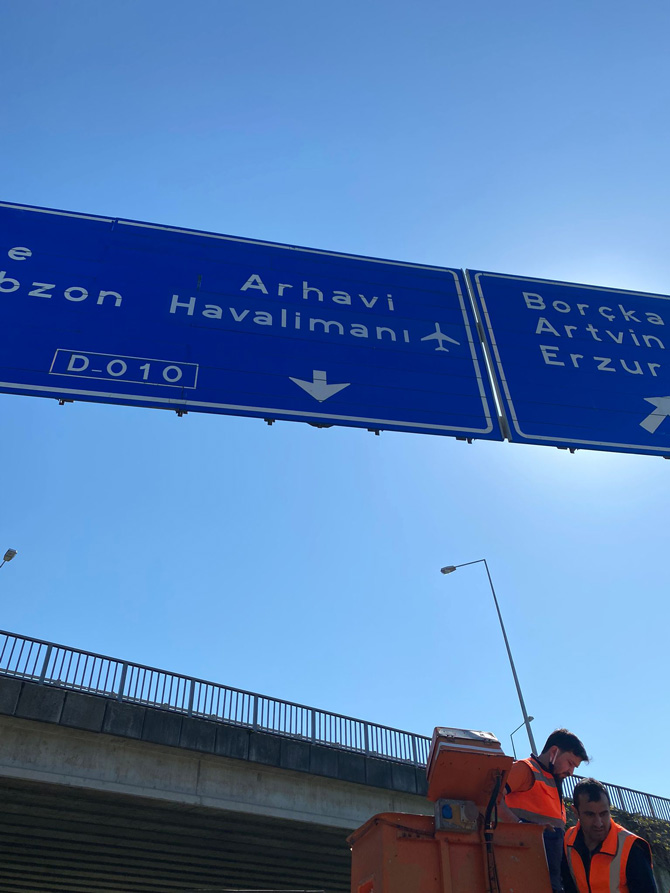 e
bzon
D-010
Arhavi
Havalimanı
Borçka
Artvin
Erzur